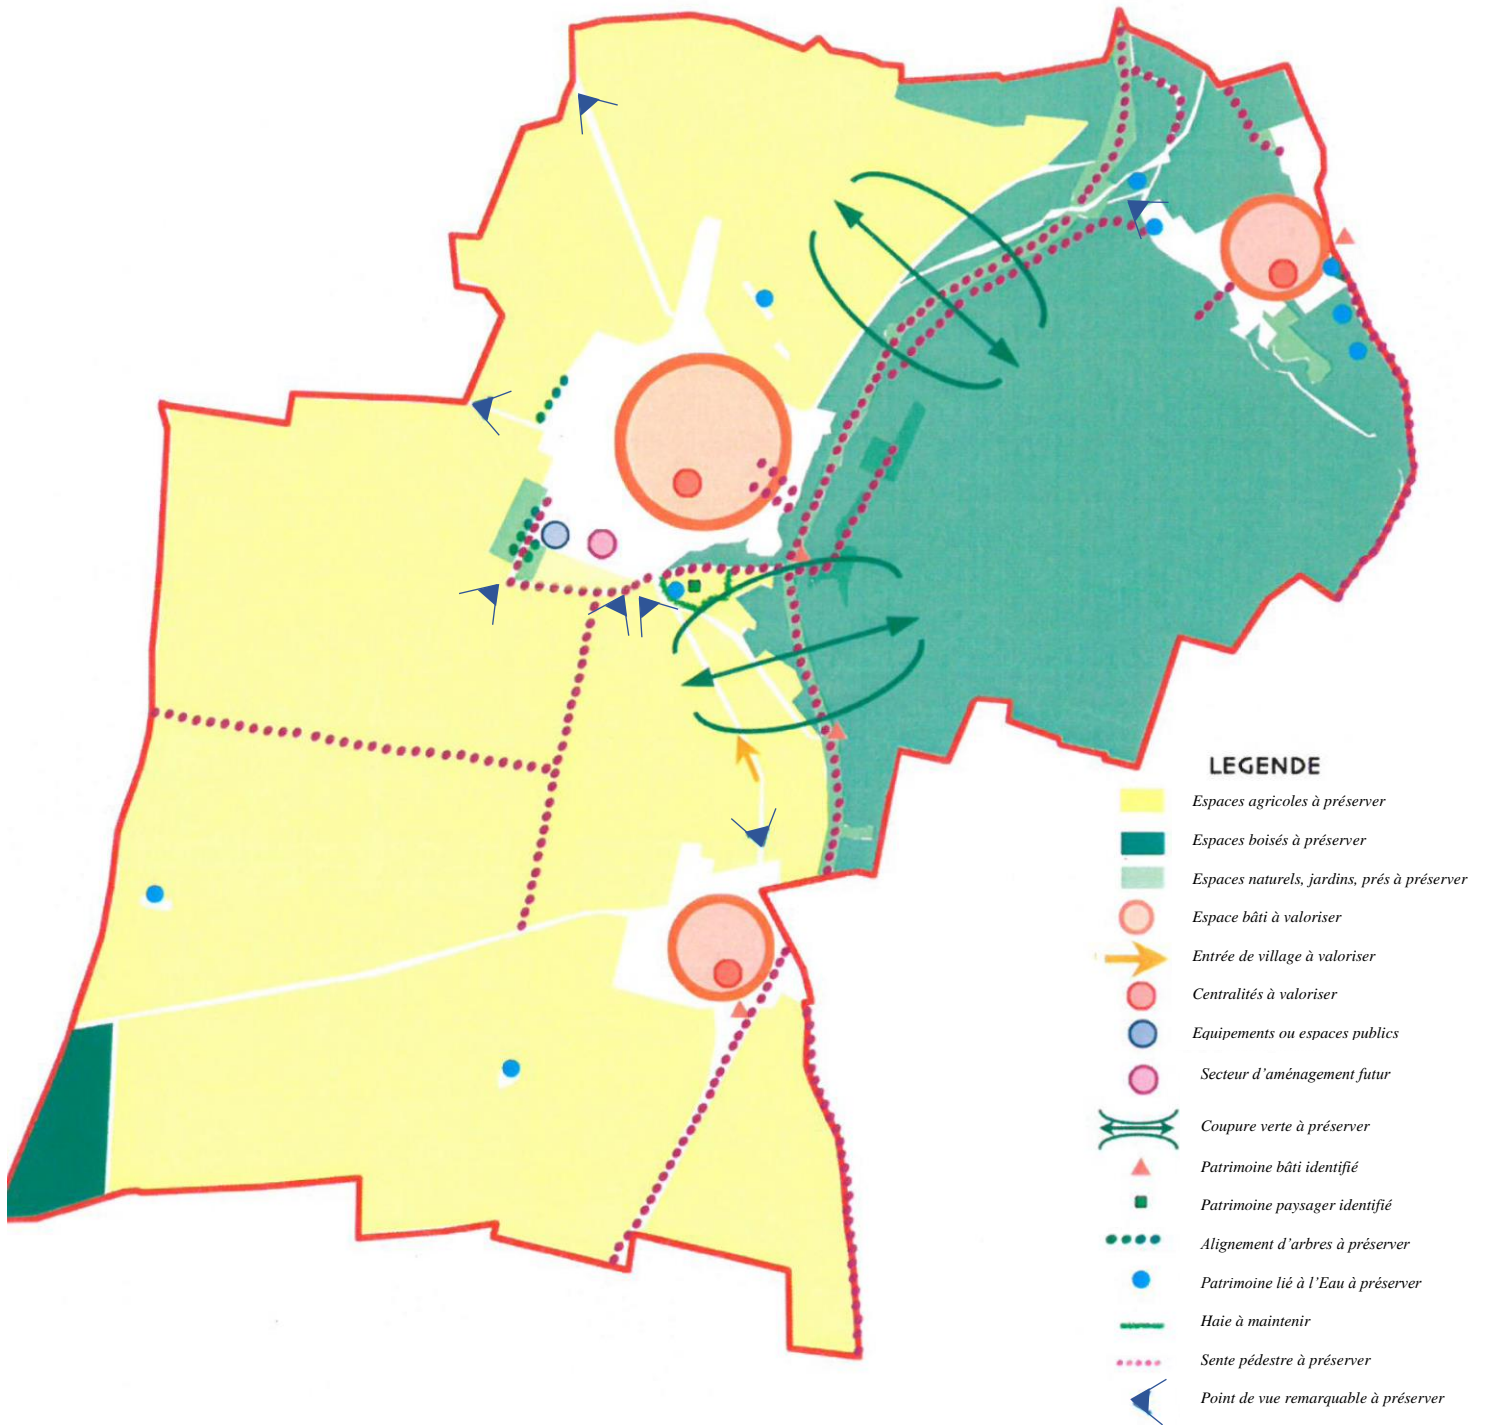 LEGENDE
Espaces agricoles à préserver
Espaces boisés à préserver
Espaces naturels, jardins, prés à préserver
Espace bâti à valoriser
Entrée de village à valoriser
Centralités à valoriser
Equipements ou espaces publics
Secteur d'aménagement futur
Coupure verte à préserver
Patrimoine bâti identifié
Patrimoine paysager identifié
Alignement d'arbres à préserver
Patrimoine lié à l'Eau à préserver
Haie à maintenir
Sente pédestre à préserver
Point de vue remarquable à préserver